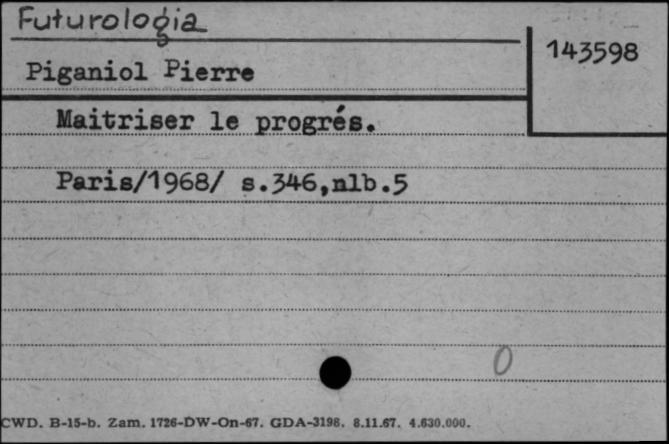 Futurologia
143598
Piganiol Pierre
Maitriser le progrés.
Paris/1968/ s.346,nlb.5
0
CWD. B-15-b. Zam. 1726-DW-On-67. GDA-3198. 8.11.67. 4.630.000.